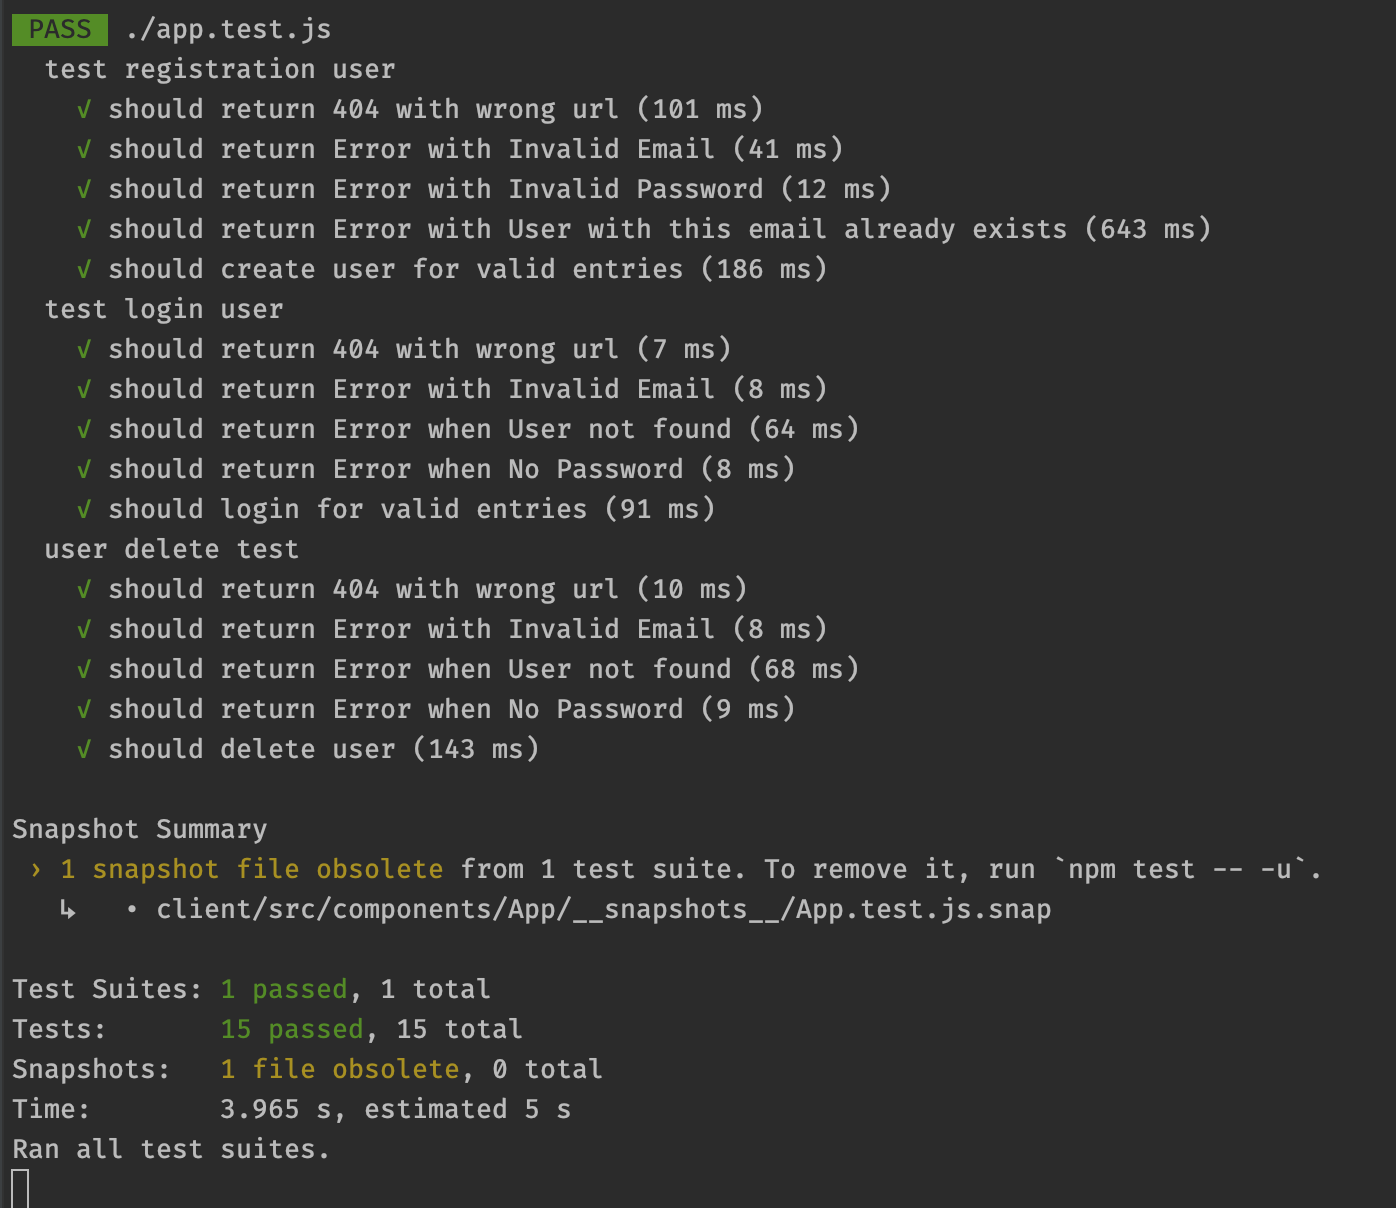 PASS ./app.test.js
test registration user
√ should return 404 with wrong url (101 ms)
√ should return Error with Invalid Email (41 ms)
√ should return Error with Invalid Password (12 ms)
√ should return Error with User with this email already exists (643 ms)
√ should create user for valid entries (186 ms)
test login user
√ should return 404 with wrong url (7 ms)
√ should return Error with Invalid Email (8 ms)
√ should return Error when User not found (64 ms)
√ should return Error when No Password (8 ms)
√ should login for valid entries (91 ms)
user delete test
√ should return 404 with wrong url (10 ms)
√ should return Error with Invalid Email (8 ms)
√ should return Error when User not found (68 ms)
√ should return Error when No Password (9 ms)
√ should delete user (143 ms)
Snapshot Summary
› 1 snapshot file obsolete from 1 test suite. To remove it, run `npm test -- -u`.
↳ • client/src/components/App/__snapshots__/App.test.js.snap
Test Suites: 1 passed, 1 total
Tests: 15 passed, 15 total
Snapshots: 1 file obsolete, 0 total
Time: 3.965 s, estimated 5 s
Ran all test suites.